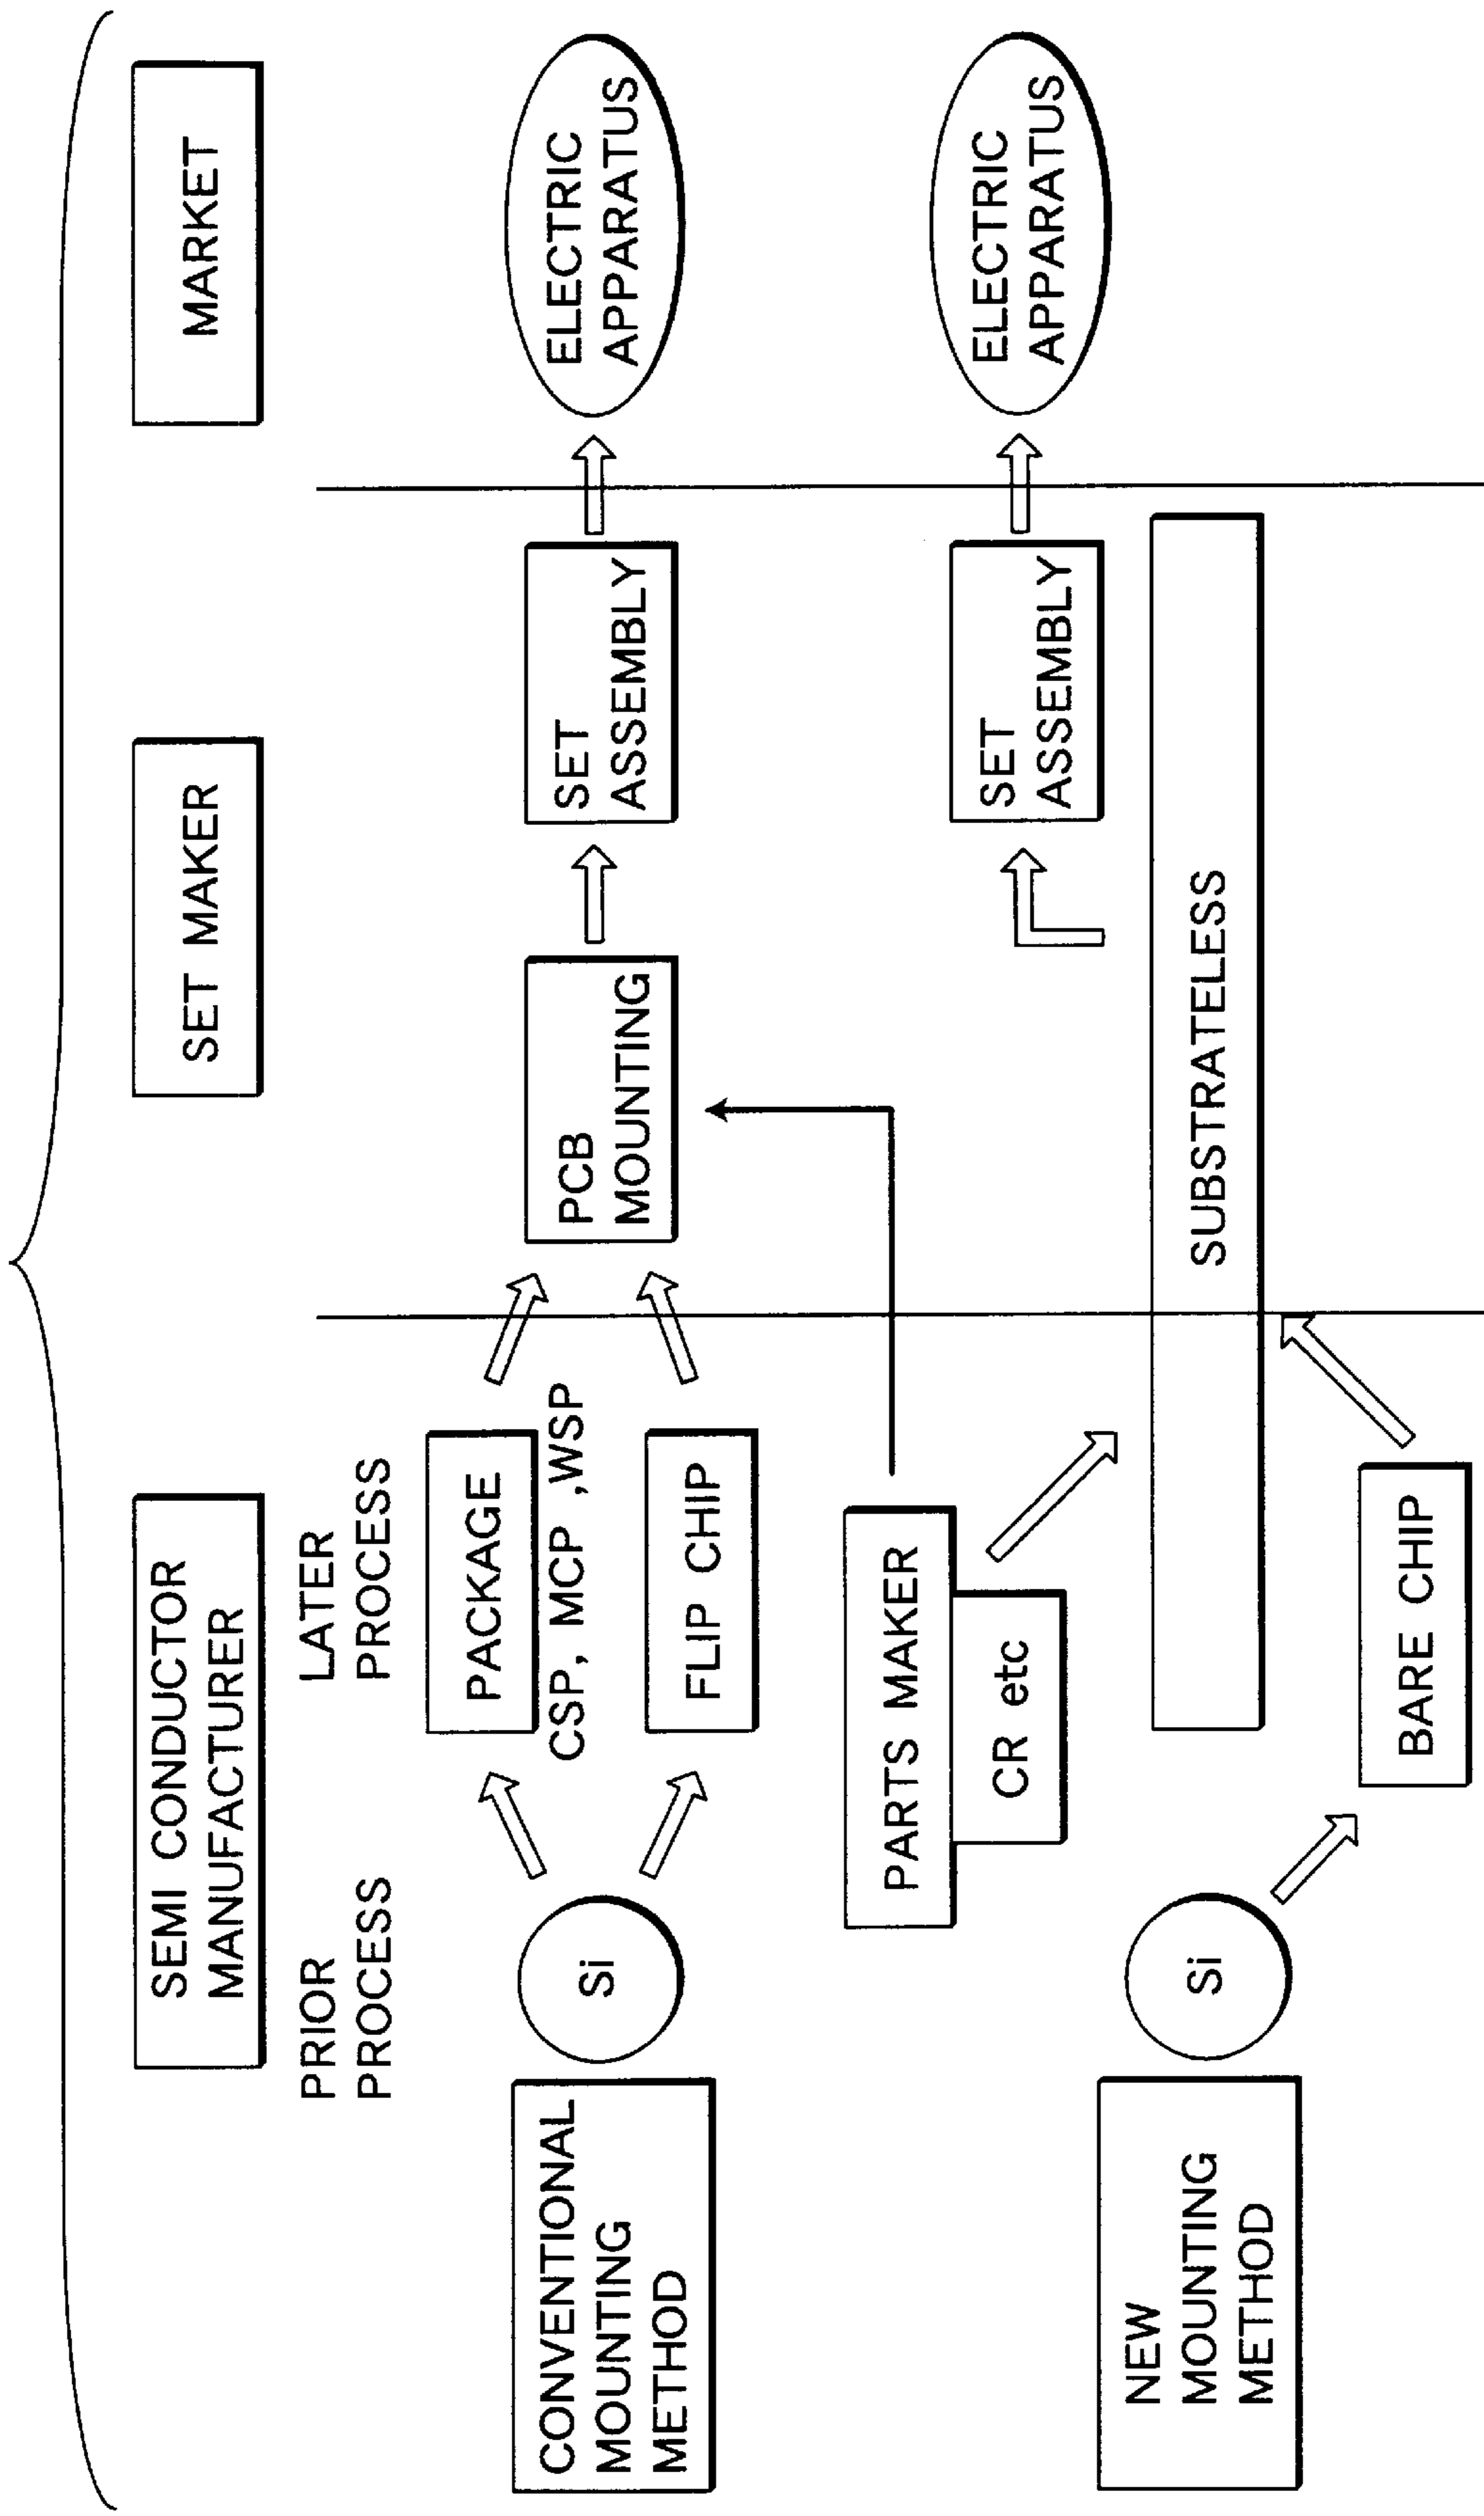 SEMI CONDUCTOR
MANUFACTURER
SET MAKER
MARKET
PRIOR
PROCESS
LATER
PROCESS
CONVENTIONAL
MOUNTING
METHOD
Si
PACKAGE
CSP, MCP ,WSP
FLIP CHIP
PCB
MOUNTING
SET
ASSEMBLY
ELECTRIC
APPARATUS
PARTS MAKER
CR etc
SET
ASSEMBLY
ELECTRIC
APPARATUS
NEW
MOUNTING
METHOD
Si
SUBSTRATELESS
BARE CHIP